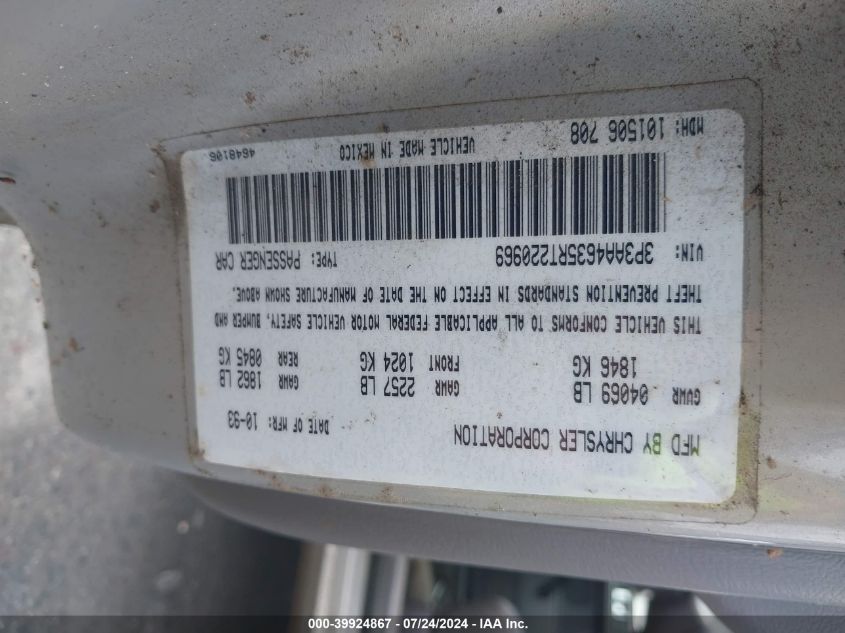 MFD BY CHRYSLER CORPORATION DATE OF MFR: 10-93
GVWR 04069 LB GAWR 2257 LB GAWR 1862 LB
1846 KG FRONT 1024 KG REAR 0845 KG
THIS VEHICLE CONFORMS TO ALL APPLICABLE FEDERAL MOTOR VEHICLE SAFETY, BUMPER AND
THEFT PREVENTION STANDARDS IN EFFECT ON THE DATE OF MANUFACTURE SHOWN ABOVE.
VIN: 3P3AA4635RT220969 TYPE: PASSENGER CAR
MDH: 101506 708 VEHICLE MADE IN MEXICO 4648106
000-39924867 / 07/24/2024 - IAA Inc.